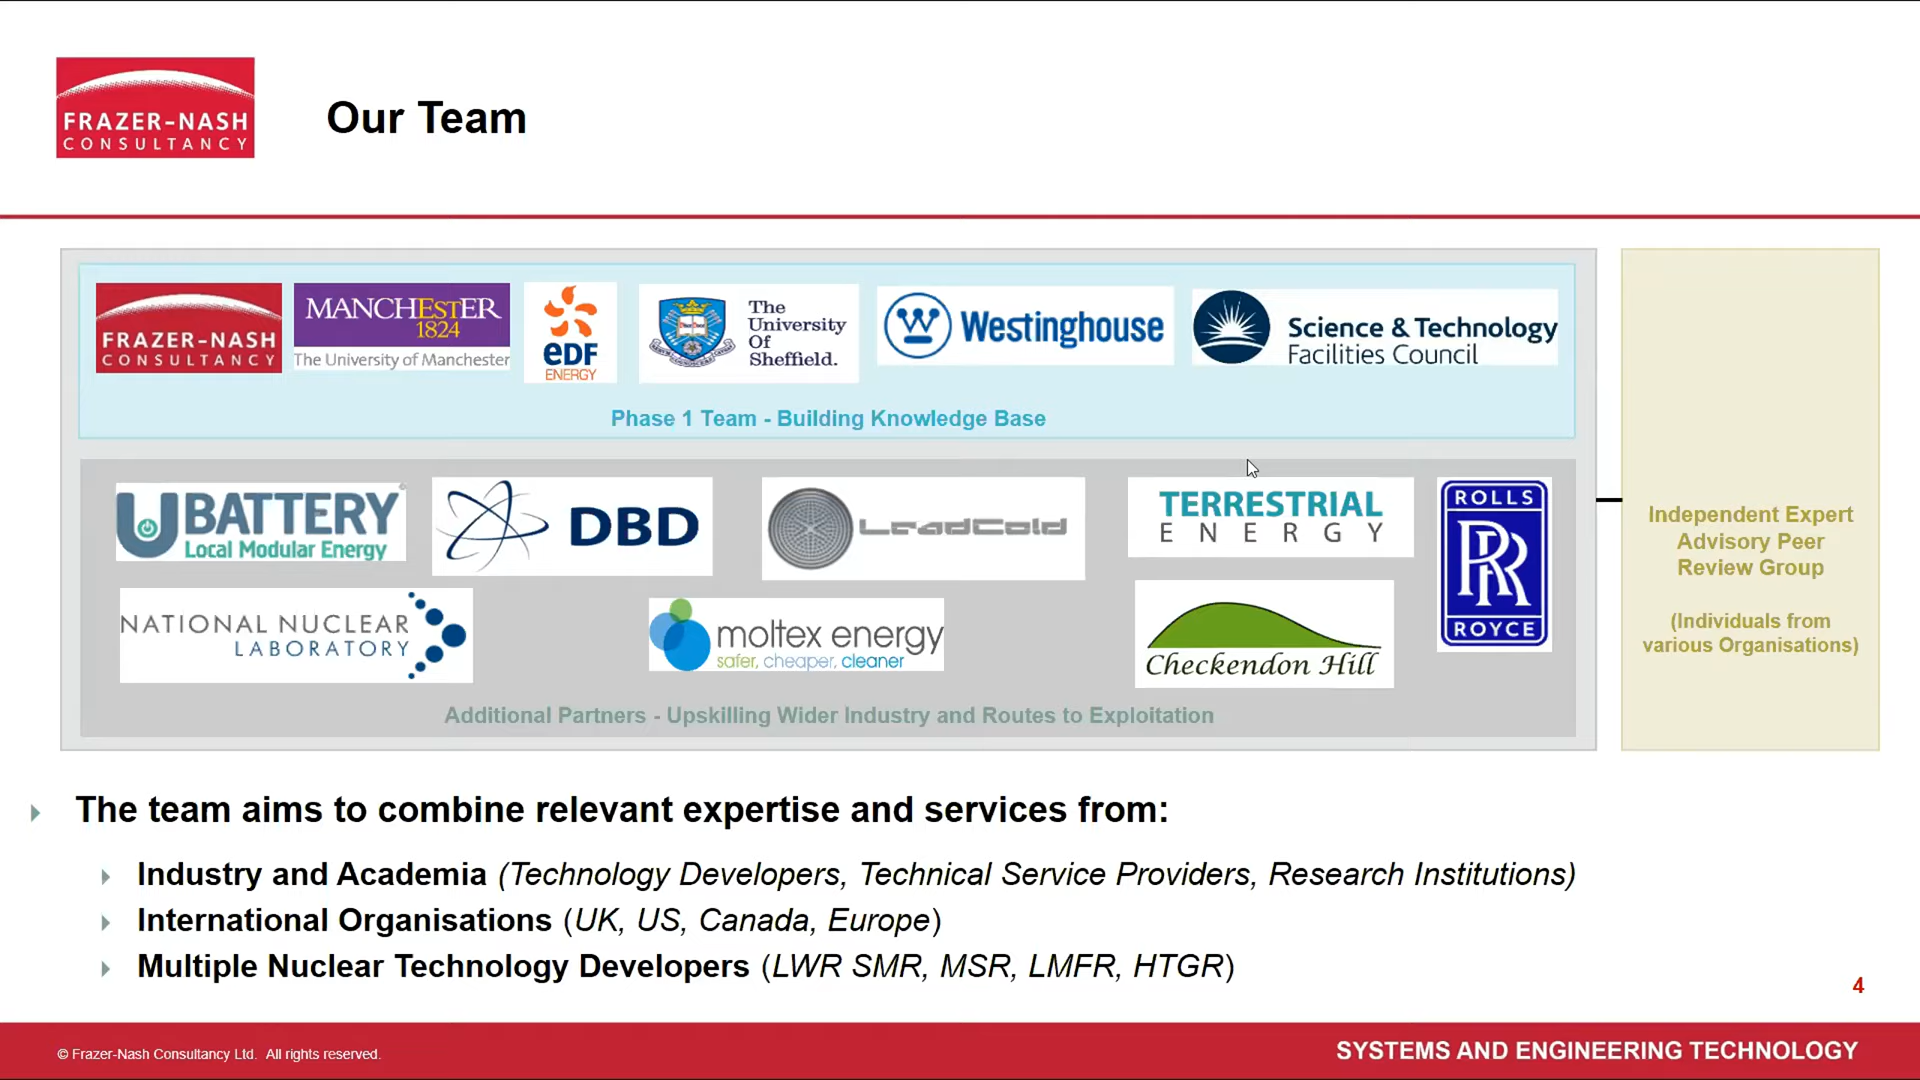 FRAZER-NASH
CONSULTANCY
Our Team
FRAZER-NASH
CONSULTANCY
MANCHESTER
1824
The University of Manchester
eDF
ENERGY
The
University
Of
Sheffield.
Westinghouse
Science & Technology
Facilities Council
Phase 1 Team - Building Knowledge Base
UBATTERY
Local Modular Energy
DBD
LeadCold
TERRESTRIAL
ENERGY
ROLLS
RR
ROYCE
NATIONAL NUCLEAR
LABORATORY
moltex energy
safer, cheaper, cleaner
Checkendon Hill
Additional Partners - Upskilling Wider Industry and Routes to Exploitation
Independent Expert
Advisory Peer
Review Group
(Individuals from
various Organisations)
The team aims to combine relevant expertise and services from:
Industry and Academia (Technology Developers, Technical Service Providers, Research Institutions)
International Organisations (UK, US, Canada, Europe)
Multiple Nuclear Technology Developers (LWR SMR, MSR, LMFR, HTGR)
4
© Frazer-Nash Consultancy Ltd. All rights reserved.
SYSTEMS AND ENGINEERING TECHNOLOGY